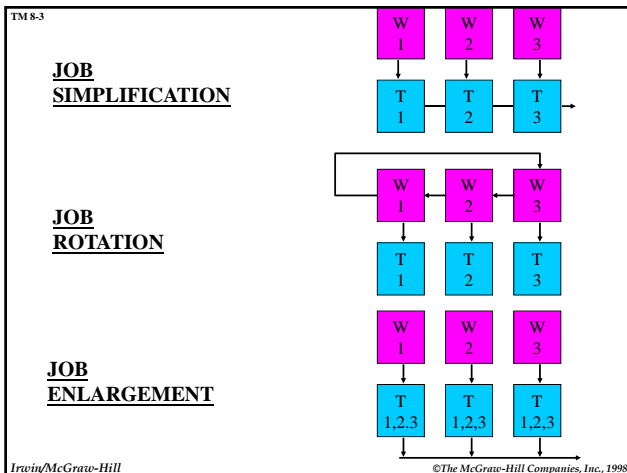 TM 8-3
W W W
1 2 3
JOB
SIMPLIFICATION
T T T
1 2 3
W W W
1 2 3
JOB
ROTATION
T T T
1 2 3
W W W
1 2 3
JOB
ENLARGEMENT
T T T
1,2.3 1,2,3 1,2,3
Irwin/McGraw-Hill ©The McGraw-Hill Companies, Inc., 1998